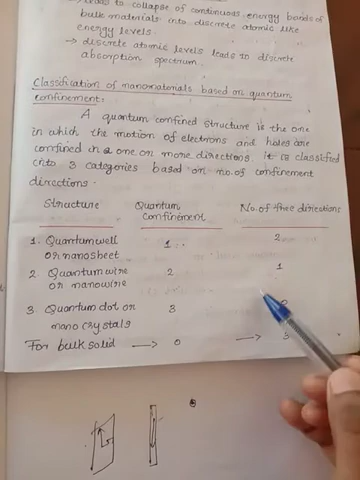 leads to collapse of continuous energy bands of
bulk materials into discrete atomic like
energy levels.
→ discrete atomic levels leads to discrete
absorption spectrum.
Classification of nanomaterials based on quantum
confinement:
A quantum confined structure is the one
in which the motion of electrons and holes are
confined in one or more directions. It is classified
into 3 categories based on no. of confinement
directions.
Structure Quantum Confinement No. of free directions
1. Quantum well or nanosheet 1 2
2. Quantum wire or nanowire 2 1
3. Quantum dot or nano crystals 3 0
For bulk solid → 0 → 3